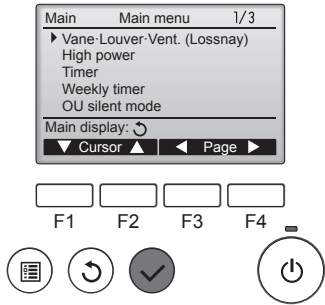 Main Main menu 1/3
Vane·Louver·Vent. (Lossnay)
High power
Timer
Weekly timer
OU silent mode
Main display:
Cursor Page
F1 F2 F3 F4